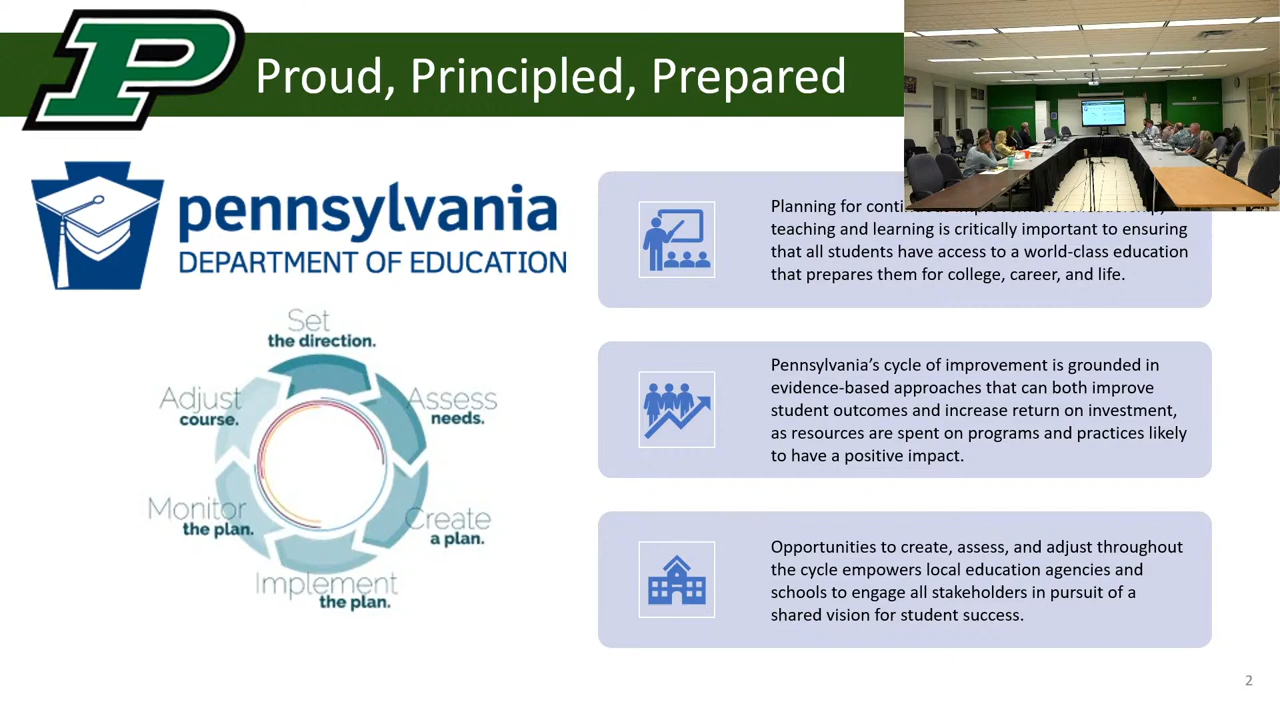 P
Proud, Principled, Prepared
pennsylvania
DEPARTMENT OF EDUCATION
Set
the direction.
Assess
needs.
Create
a plan.
Implement
the plan.
Monitor
the plan.
Adjust
course.
Planning for
teaching and learning is critically important to ensuring
that all students have access to a world-class education
that prepares them for college, career, and life.
Pennsylvania’s cycle of improvement is grounded in
evidence-based approaches that can both improve
student outcomes and increase return on investment,
as resources are spent on programs and practices likely
to have a positive impact.
Opportunities to create, assess, and adjust throughout
the cycle empowers local education agencies and
schools to engage all stakeholders in pursuit of a
shared vision for student success.
2